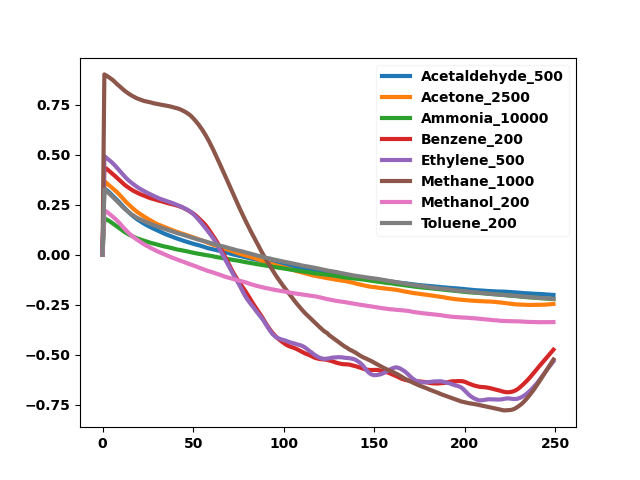 Acetaldehyde_500
Acetone_2500
Ammonia_10000
Benzene_200
Ethylene_500
Methane_1000
Methanol_200
Toluene_200
0.75
0.50
0.25
0.00
−0.25
−0.50
−0.75
0 50 100 150 200 250